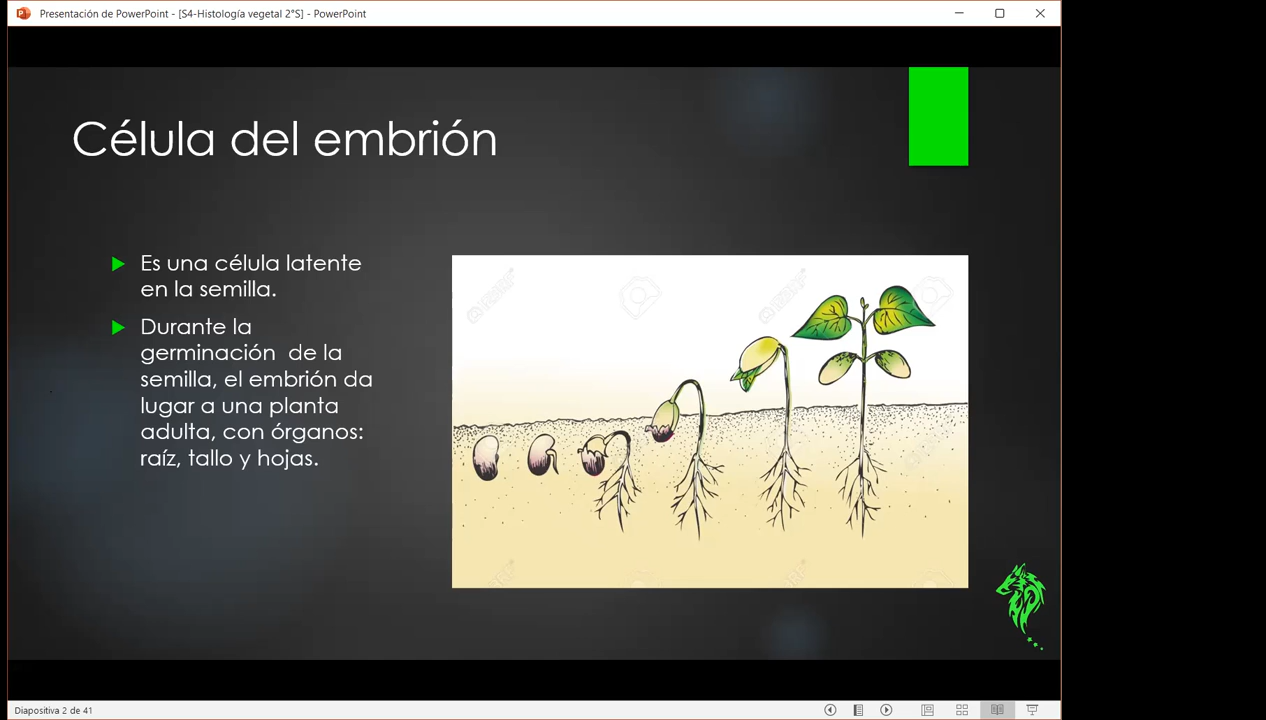 Presentación de PowerPoint - [S4-Histología vegetal 2°S] - PowerPoint
Célula del embrión
Es una célula latente
en la semilla.
Durante la
germinación de la
semilla, el embrión da
lugar a una planta
adulta, con órganos:
raíz, tallo y hojas.
Diapositiva 2 de 41